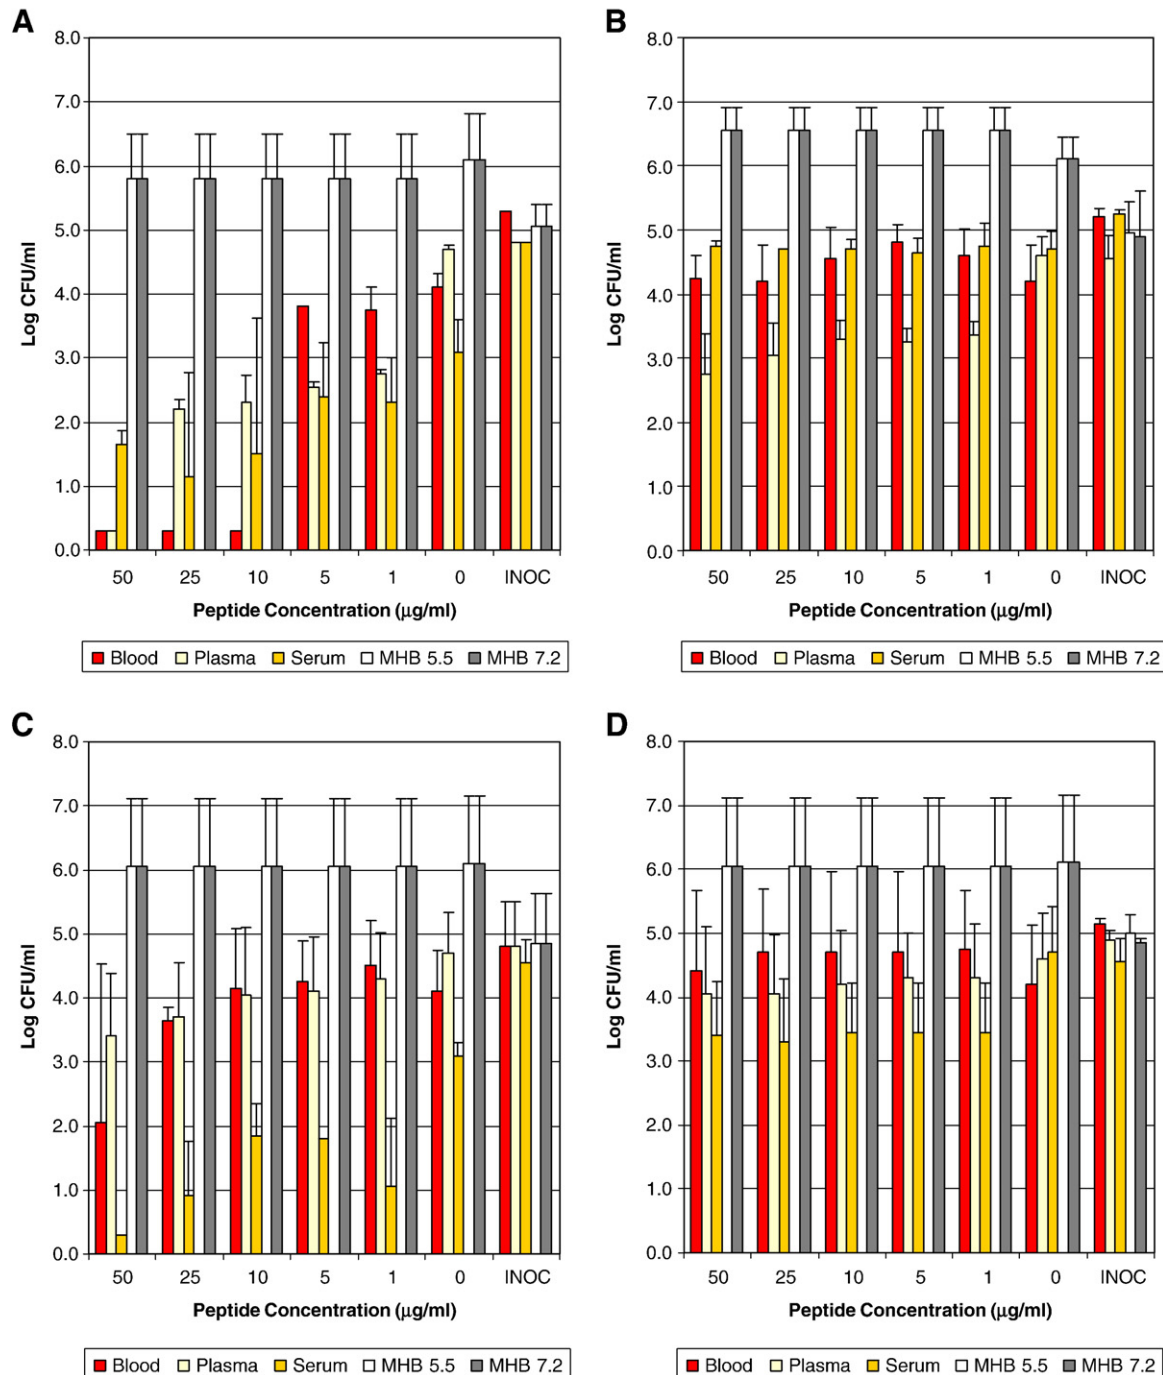 A
8.0
7.0
6.0
5.0
4.0
3.0
2.0
1.0
0.0
Log CFU/ml
50 25 10 5 1 0 INOC
Peptide Concentration (μg/ml)
Blood Plasma Serum MHB 5.5 MHB 7.2
B
8.0
7.0
6.0
5.0
4.0
3.0
2.0
1.0
0.0
Log CFU/ml
50 25 10 5 1 0 INOC
Peptide Concentration (μg/ml)
Blood Plasma Serum MHB 5.5 MHB 7.2
C
8.0
7.0
6.0
5.0
4.0
3.0
2.0
1.0
0.0
Log CFU/ml
50 25 10 5 1 0 INOC
Peptide Concentration (μg/ml)
Blood Plasma Serum MHB 5.5 MHB 7.2
D
8.0
7.0
6.0
5.0
4.0
3.0
2.0
1.0
0.0
Log CFU/ml
50 25 10 5 1 0 INOC
Peptide Concentration (μg/ml)
Blood Plasma Serum MHB 5.5 MHB 7.2